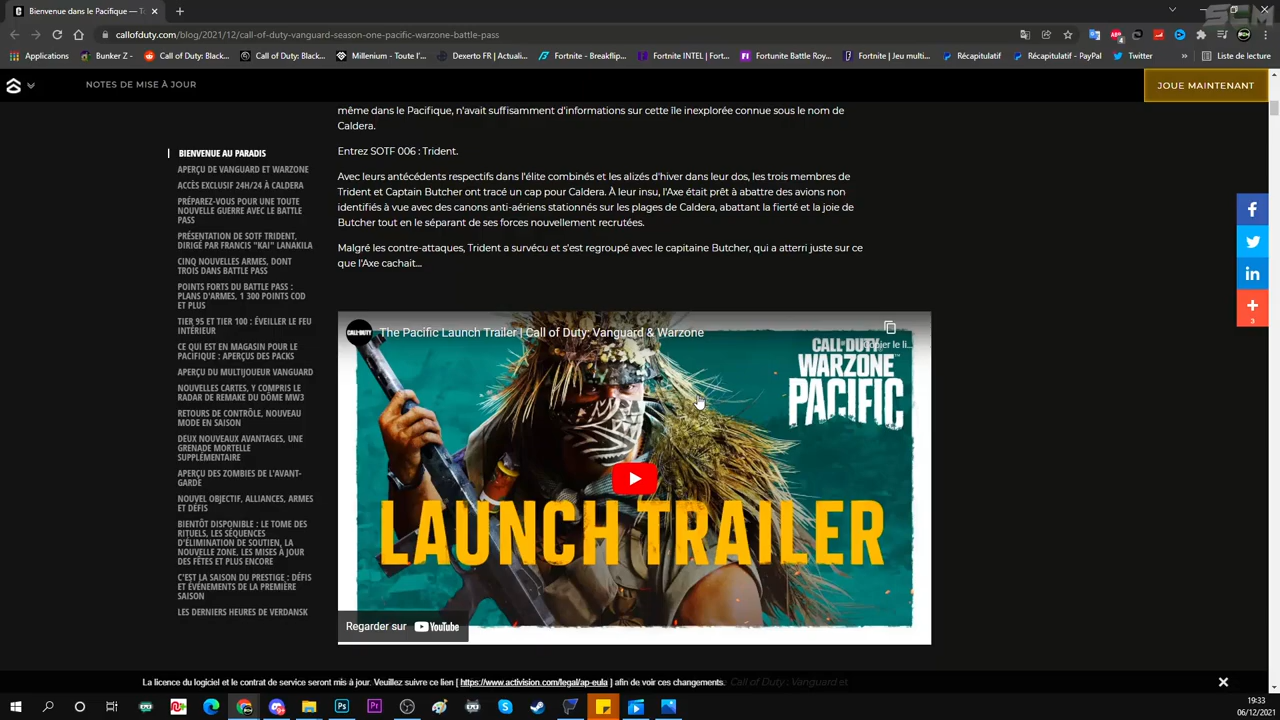 Bienvenue dans le Pacifique — Te
SCM
callofduty.com/blog/2021/12/call-of-duty-vanguard-season-one-pacific-warzone-battle-pass
Applications
Bunker Z -
Call of Duty: Black...
Call of Duty: Black...
Millenium - Toute l'...
Dexerto FR | Actuali...
Fortnite - Breakflip...
Fortnite INTEL | Fort...
Fortunite Battle Roy...
Fortnite | Jeu multi...
Récapitulatif
Récapitulatif - PayPal
Twitter
Liste de lecture
NOTES DE MISE À JOUR
JOUE MAINTENANT
BIENVENUE AU PARADIS
APERÇU DE VANGUARD ET WARZONE
ACCÈS EXCLUSIF 24H/24 À CALDERA
PRÉPAREZ-VOUS POUR UNE TOUTE
NOUVELLE GUERRE AVEC LE BATTLE
PASS
PRÉSENTATION DE SOTF TRIDENT,
DIRIGÉ PAR FRANCIS "KAI" LANAKILA
CINQ NOUVELLES ARMES, DONT
TROIS DANS BATTLE PASS
POINTS FORTS DU BATTLE PASS :
PLANS D'ARMES, 1 300 POINTS COD
ET PLUS
TIER 95 ET TIER 100 : ÉVEILLER LE FEU
INTÉRIEUR
CE QUI EST EN MAGASIN POUR LE
PACIFIQUE : APERÇUS DES PACKS
APERÇU DU MULTIJOUEUR VANGUARD
NOUVELLES CARTES, Y COMPRIS LE
RADAR DE REMAKE DU DÔME MW3
RETOURS DE CONTRÔLE, NOUVEAU
MODE EN SAISON
DEUX NOUVEAUX AVANTAGES, UNE
GRENADE MORTELLE
SUPPLÉMENTAIRE
APERÇU DES ZOMBIES DE L'AVANT-
GARDE
NOUVEL OBJECTIF, ALLIANCES, ARMES
ET DÉFIS
BIENTÔT DISPONIBLE : LE TOME DES
RITUELS, LES SÉQUENCES
D'ÉLIMINATION DE SOUTIEN, LA
NOUVELLE ZONE, LES MISES À JOUR
DES FÊTES ET PLUS ENCORE
C'EST LA SAISON DU PRESTIGE : DÉFIS
ET ÉVÉNEMENTS DE LA PREMIÈRE
SAISON
LES DERNIERS HEURES DE VERDANSK
même dans le Pacifique, n'avait suffisamment d'informations sur cette île inexplorée connue sous le nom de
Caldera.
Entrez SOTF 006 : Trident.
Avec leurs antécédents respectifs dans l'élite combinés et les alizés d'hiver dans leur dos, les trois membres de
Trident et Captain Butcher ont tracé un cap pour Caldera. À leur insu, l'Axe était prêt à abattre des avions non
identifiés à vue avec des canons anti-aériens stationnés sur les plages de Caldera, abattant la fierté et la joie de
Butcher tout en le séparant de ses forces nouvellement recrutées.
Malgré les contre-attaques, Trident a survécu et s'est regroupé avec le capitaine Butcher, qui a atterri juste sur ce
que l'Axe cachait...
CALL OF DUTY
The Pacific Launch Trailer | Call of Duty: Vanguard & Warzone
Copier le li...
CALL OF DUTY
WARZONE
PACIFIC
LAUNCH TRAILER
Regarder sur YouTube
3
La licence du logiciel et le contrat de service seront mis à jour. Veuillez suivre ce lien [ https://www.activision.com/legal/ap-eula ] afin de voir ces changements.
Call of Duty : Vanguard et
19:33
06/12/2021